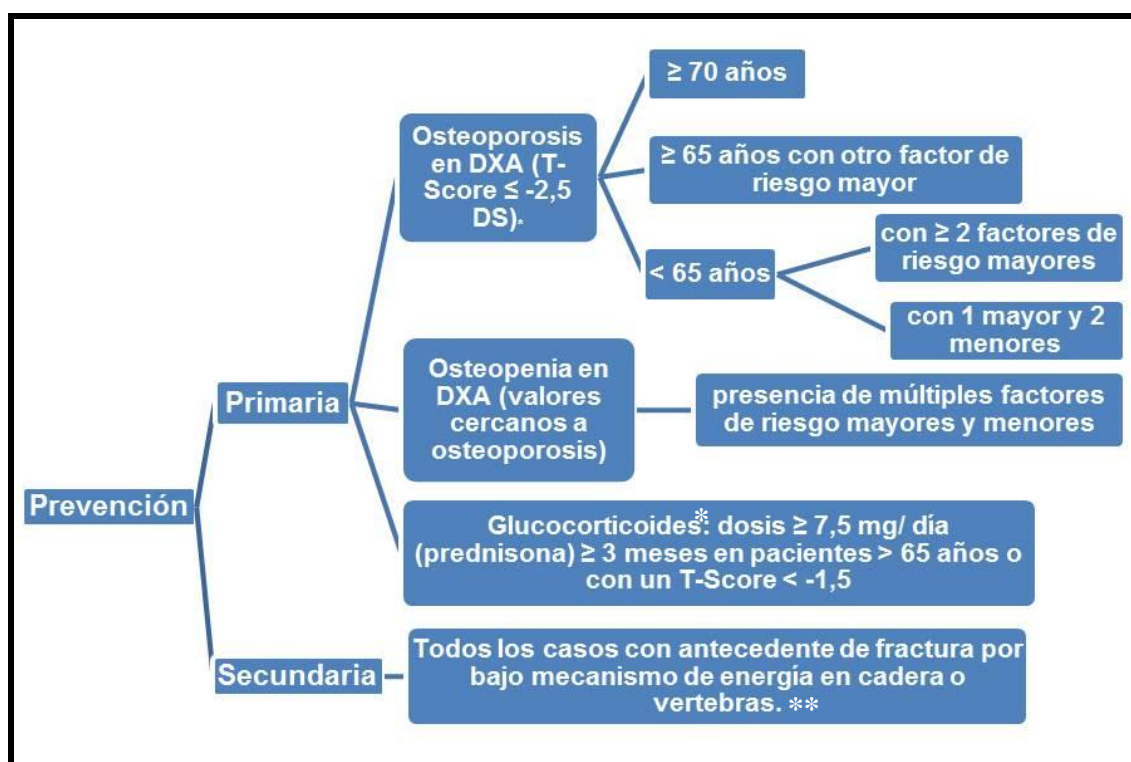 ≥ 70 años
Osteoporosis
en DXA (T-
Score ≤ -2,5
DS).*
≥ 65 años con otro factor de
riesgo mayor
< 65 años
con ≥ 2 factores de
riesgo mayores
con 1 mayor y 2
menores
Primaria
Osteopenia en
DXA (valores
cercanos a
osteoporosis)
presencia de múltiples factores
de riesgo mayores y menores
Prevención
Glucocorticoides*: dosis ≥ 7,5 mg/ día
(prednisona) ≥ 3 meses en pacientes > 65 años o
con un T-Score < -1,5
Secundaria
Todos los casos con antecedente de fractura por
bajo mecanismo de energía en cadera o
vertebras. **